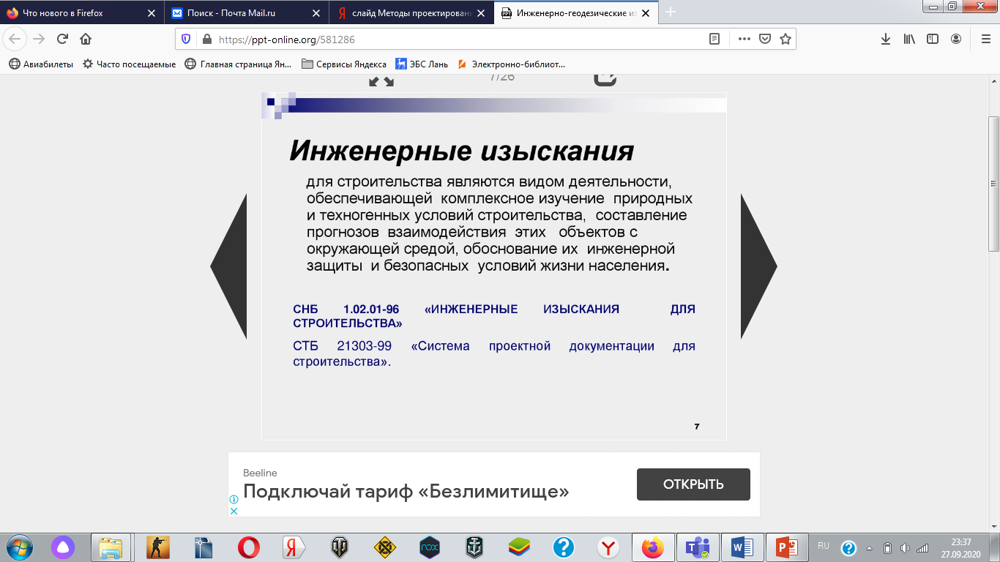 Что нового в Firefox
Поиск - Почта Mail.ru
слайд Методы проектирован
Инженерно-геодезические из
https://ppt-online.org/581286
Авиабилеты
Часто посещаемые
Главная страница Ян...
Сервисы Яндекса
ЭБС Лань
Электронно-библиот...
7/26
Инженерные изыскания
для строительства являются видом деятельности,
обеспечивающей комплексное изучение природных
и техногенных условий строительства, составление
прогнозов взаимодействия этих объектов с
окружающей средой, обоснование их инженерной
защиты и безопасных условий жизни населения.
СНБ 1.02.01-96 «ИНЖЕНЕРНЫЕ ИЗЫСКАНИЯ ДЛЯ
СТРОИТЕЛЬСТВА»
СТБ 21303-99 «Система проектной документации для
строительства».
7
Beeline
Подключай тариф «Безлимитище»
ОТКРЫТЬ
RU
23:37
27.09.2020